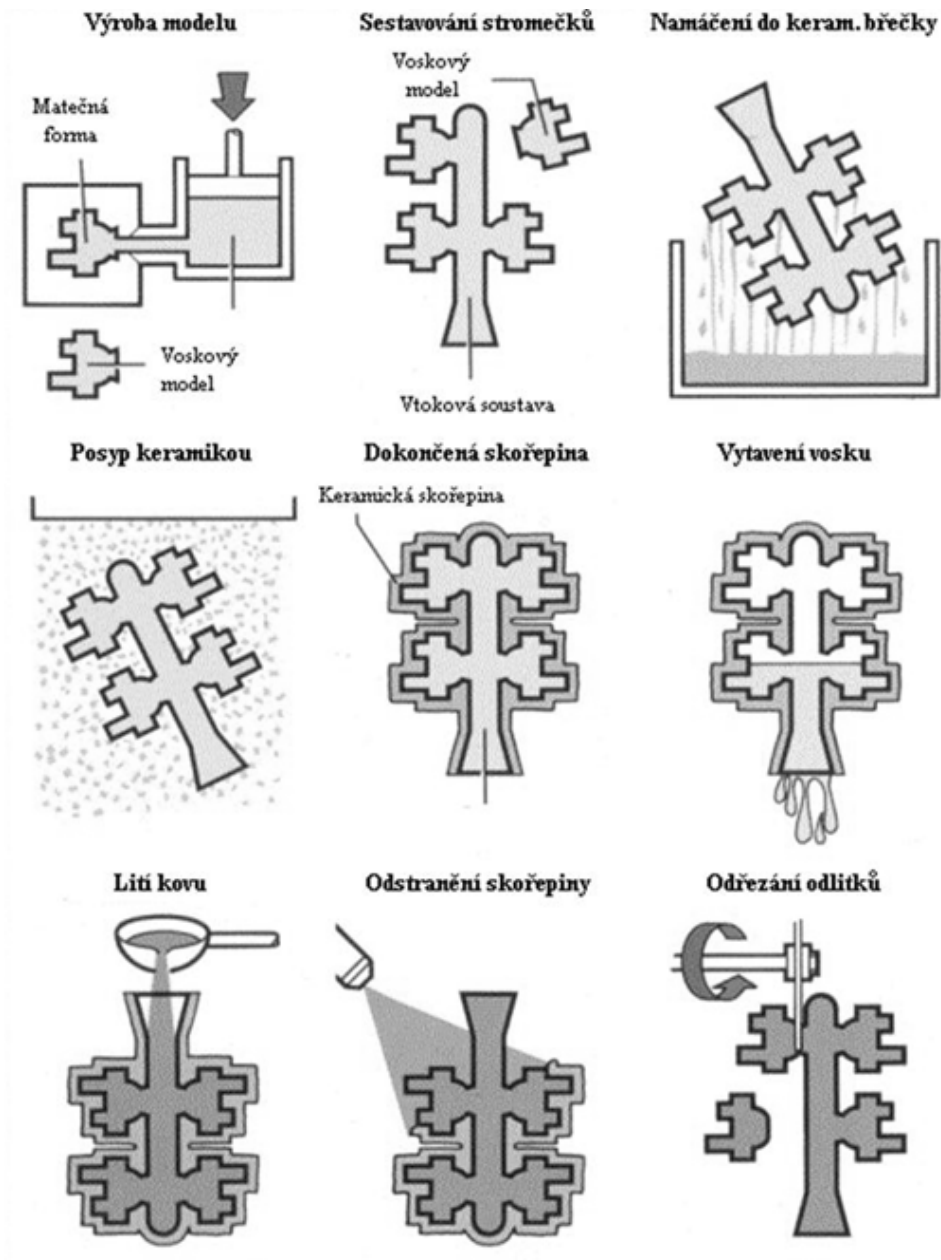 Výroba modelu
Sestavování stromečků
Namáčení do keram. břečky
Matečná
forma
Voskový
model
Voskový
model
Vtoková soustava
Posyp keramikou
Dokončená skořepina
Vytavení vosku
Keramická skořepina
Lití kovu
Odstranění skořepiny
Odřezání odlitků